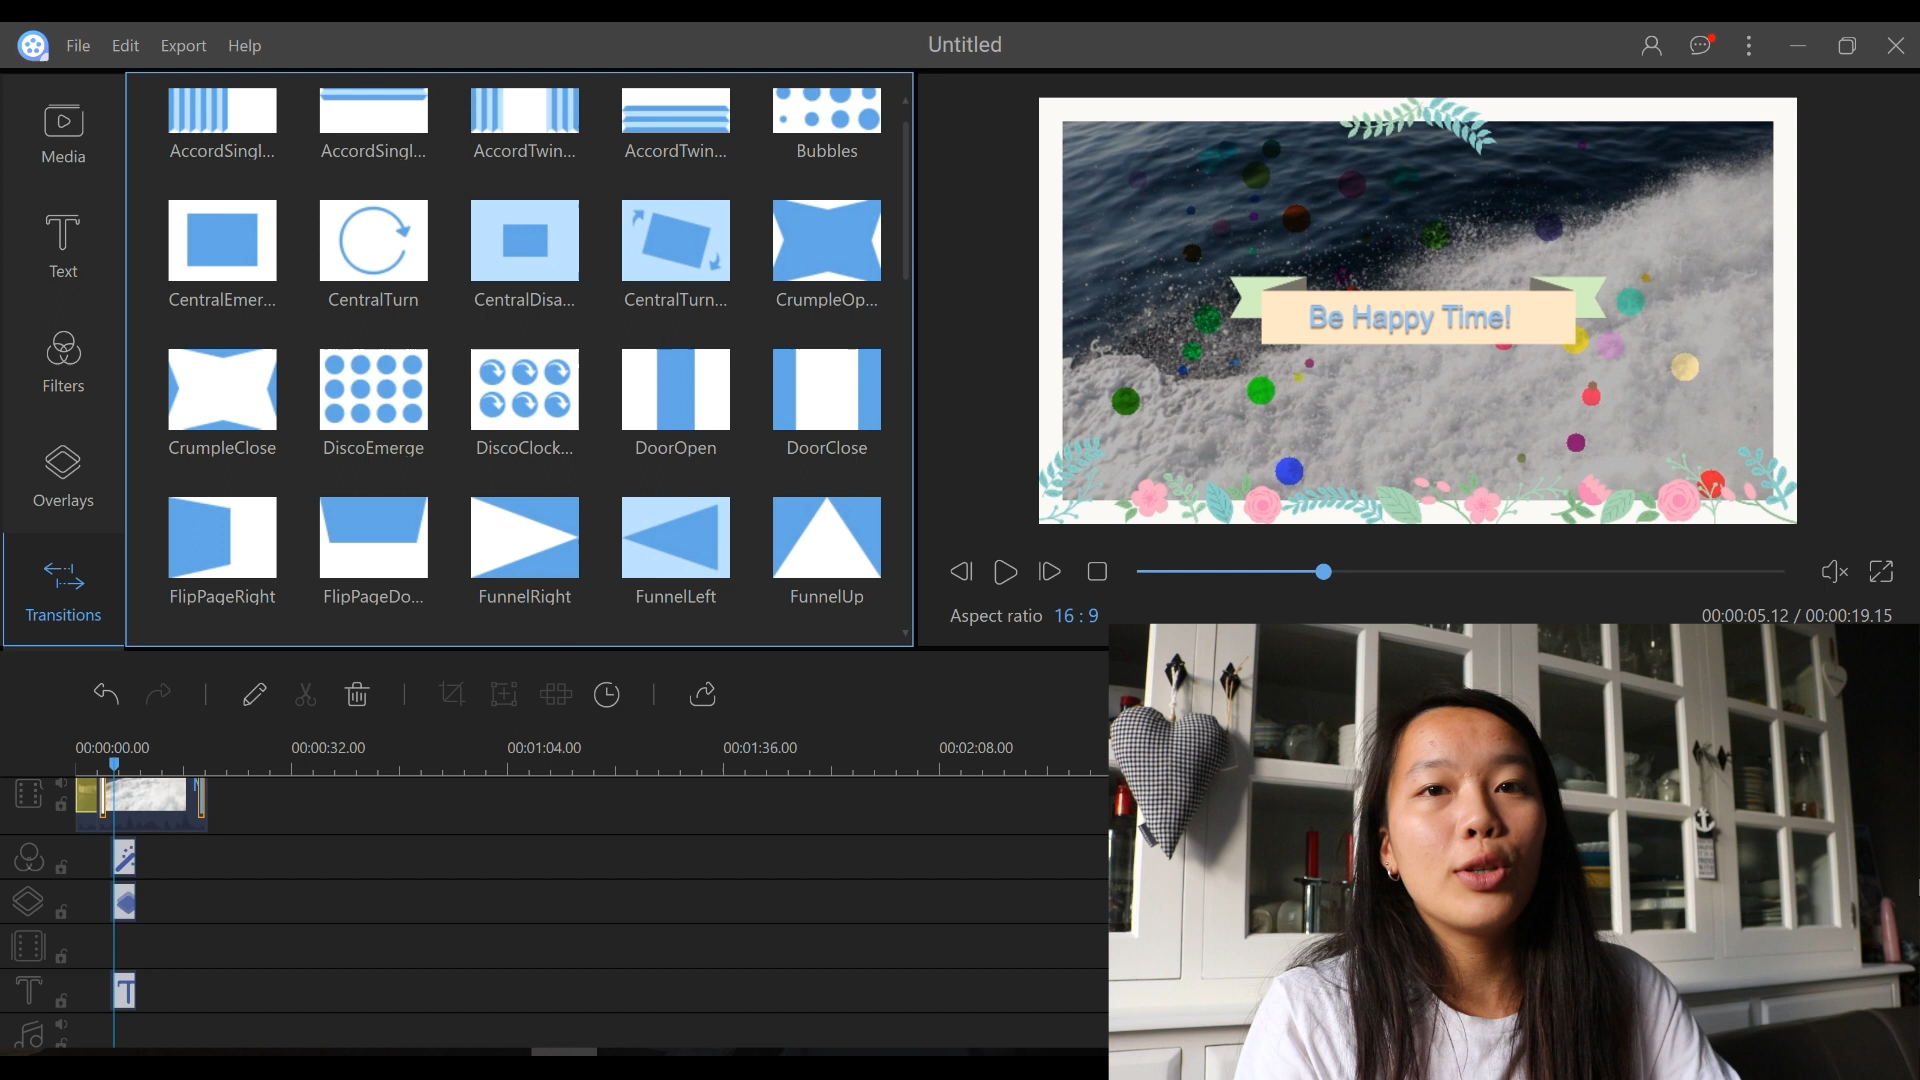 File Edit Export Help
Untitled
Media
Text
Filters
Overlays
Transitions
AccordSingl... AccordSingl... AccordTwin... AccordTwin... Bubbles
CentralEmer... CentralTurn CentralDisa... CentralTurn... CrumpleOp...
CrumpleClose DiscoEmerge DiscoClock... DoorOpen DoorClose
FlipPageRight FlipPageDo... FunnelRight FunnelLeft FunnelUp
Be Happy Time!
Aspect ratio 16 : 9
00:00:05.12 / 00:00:19.15
00:00:00.00 00:00:32.00 00:01:04.00 00:01:36.00 00:02:08.00